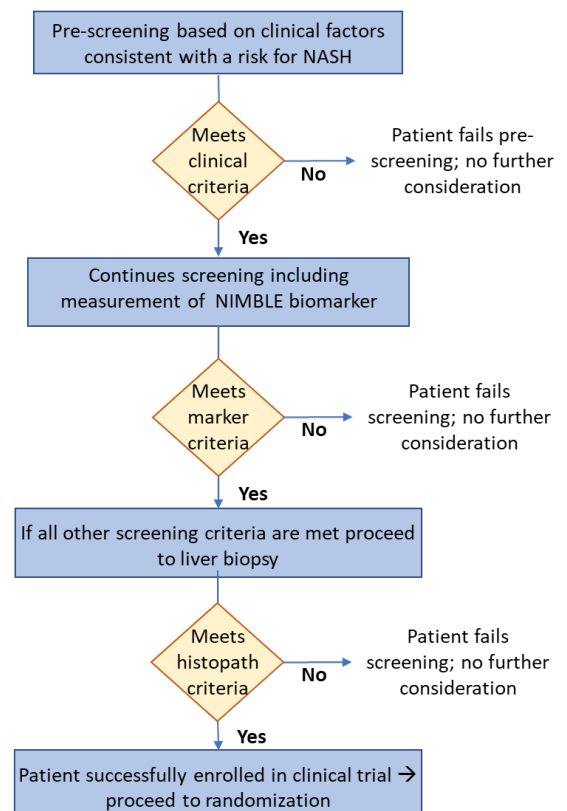 Pre-screening based on clinical factors
consistent with a risk for NASH
Meets
clinical
criteria
No
Patient fails pre-
screening; no further
consideration
Yes
Continues screening including
measurement of NIMBLE biomarker
Meets
marker
criteria
No
Patient fails
screening; no further
consideration
Yes
If all other screening criteria are met proceed
to liver biopsy
Meets
histopath
criteria
No
Patient fails
screening; no further
consideration
Yes
Patient successfully enrolled in clinical trial →
proceed to randomization